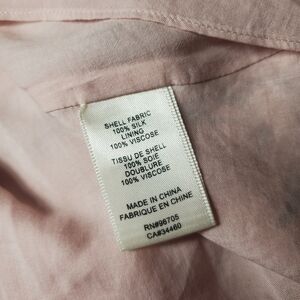 SHELL FABRIC
100% SILK
LINING
100% VISCOSE
TISSU DE SHELL
100% SOIE
DOUBLURE
100% VISCOSE
MADE IN CHINA
FABRIQUE EN CHINE
RN#96705
CA#34460